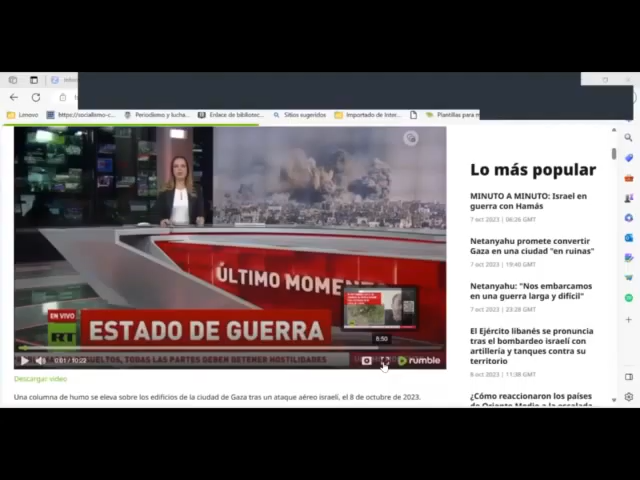 Lenovo
https://socialismo-c...
Periodismo y lucha...
Enlace de bibliotec...
Sitios sugeridos
Importado de Inter...
Plantillas para
ÚLTIMO MOMEN
EN VIVO
RT
ESTADO DE GUERRA
8:50
0:01 / 10:22
UELTOS, TODAS LAS PARTES DEBEN DETENER HOSTILIDADES
rumble
Descargar video
Una columna de humo se eleva sobre los edificios de la ciudad de Gaza tras un ataque aéreo israelí, el 8 de octubre de 2023.
Lo más popular
MINUTO A MINUTO: Israel en
guerra con Hamás
7 oct 2023 | 06:26 GMT
Netanyahu promete convertir
Gaza en una ciudad "en ruinas"
7 oct 2023 | 19:40 GMT
Netanyahu: "Nos embarcamos
en una guerra larga y difícil"
7 oct 2023 | 23:28 GMT
El Ejército libanés se pronuncia
tras el bombardeo israelí con
artillería y tanques contra su
territorio
8 oct 2023 | 11:38 GMT
¿Cómo reaccionaron los países
de Oriente Medio a la escalada